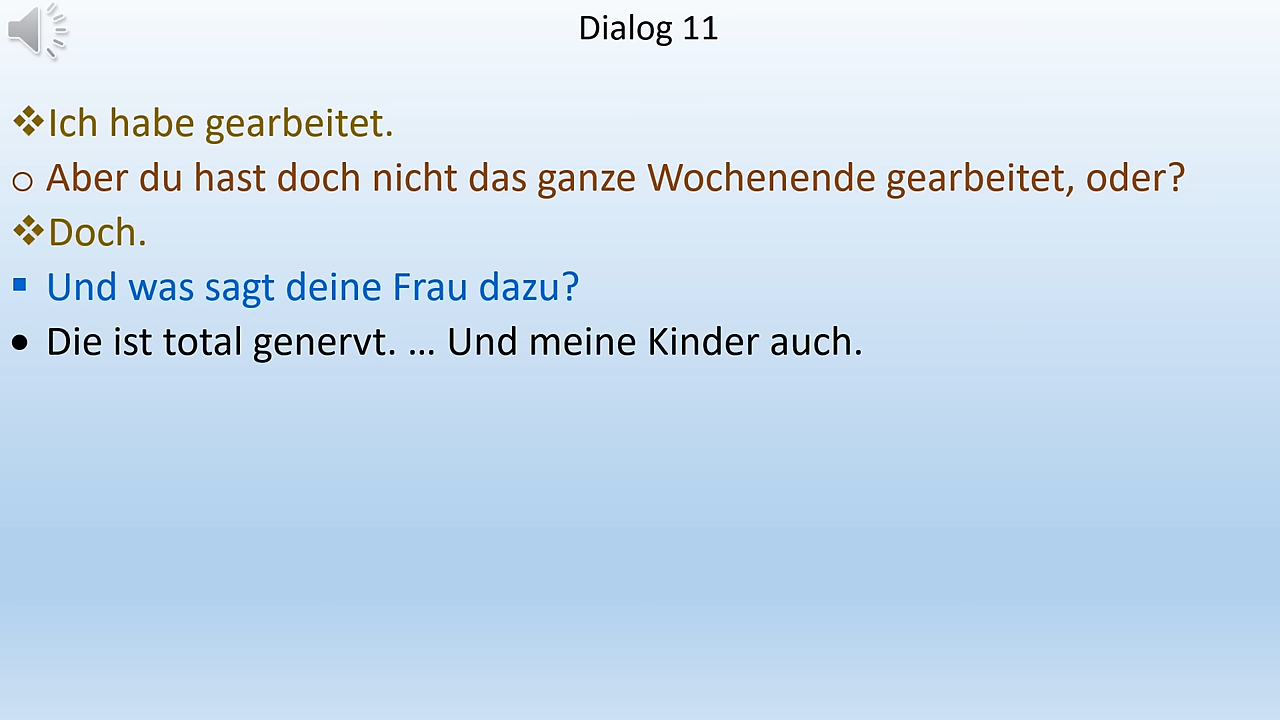 Dialog 11
❖Ich habe gearbeitet.
o Aber du hast doch nicht das ganze Wochenende gearbeitet, oder?
❖Doch.
▪ Und was sagt deine Frau dazu?
• Die ist total genervt. … Und meine Kinder auch.